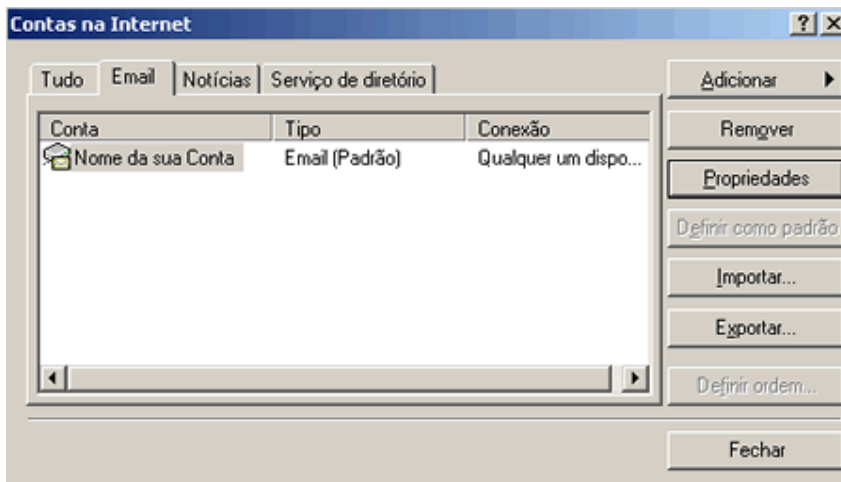 Contas na Internet
Tudo Email Notícias Serviço de diretório
Adicionar
Conta Tipo Conexão
Remover
Nome da sua Conta Email (Padrão) Qualquer um dispo...
Propriedades
Definir como padrão
Importar...
Exportar...
Definir ordem...
Fechar